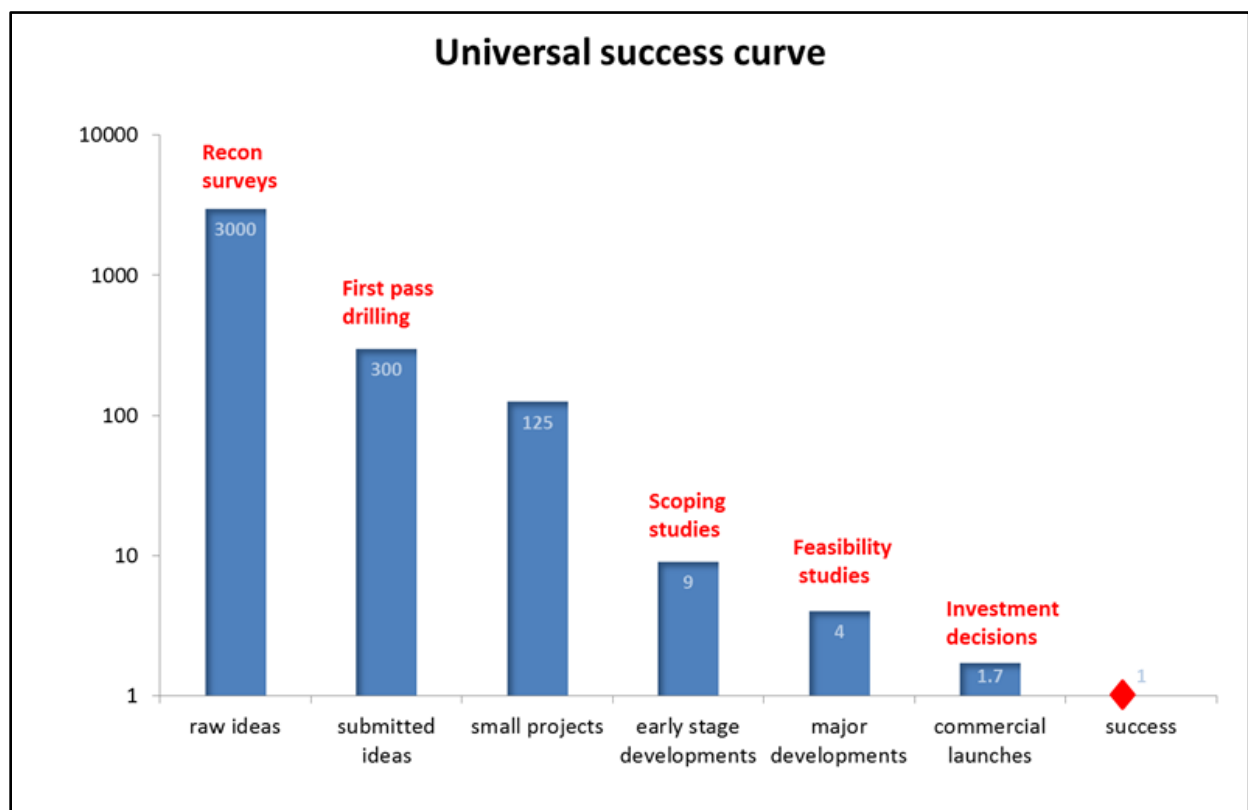 Universal success curve
10000
Recon
surveys
3000
1000
First pass
drilling
300
100
125
Scoping
studies
10
9
Feasibility
studies
4
Investment
decisions
1.7
1
1
raw ideas
submitted
ideas
small projects
early stage
developments
major
developments
commercial
launches
success